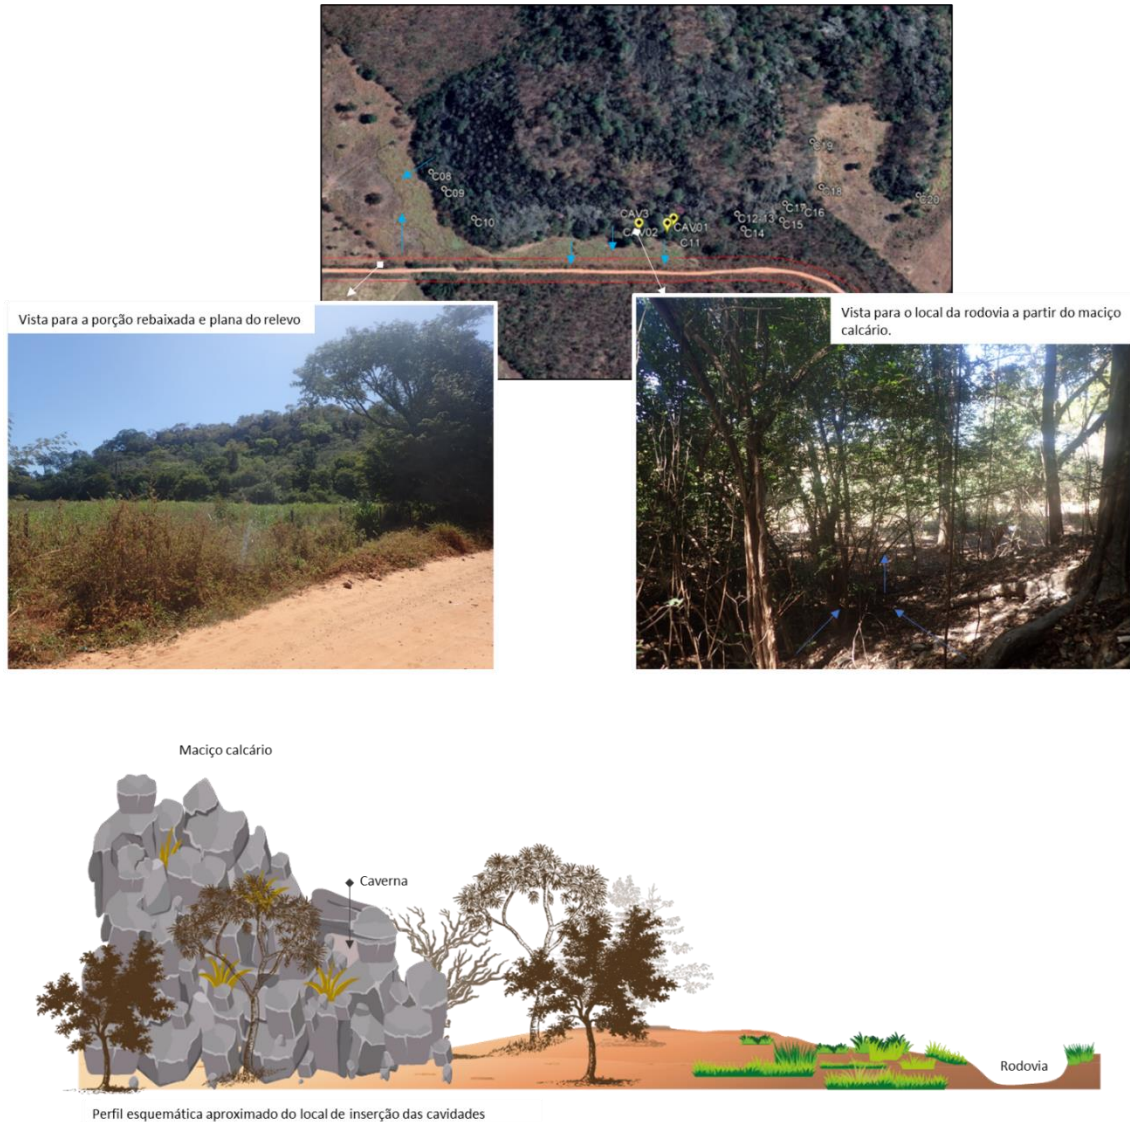 C19
C08
C09
C18
C20
C10
CAV3
C17
C16
C12-13
CAV02
CAV01
C15
C14
C11
Vista para a porção rebaixada e plana do relevo
Vista para o local da rodovia a partir do maciço
calcário.
Maciço calcário
Caverna
Rodovia
Perfil esquemática aproximado do local de inserção das cavidades